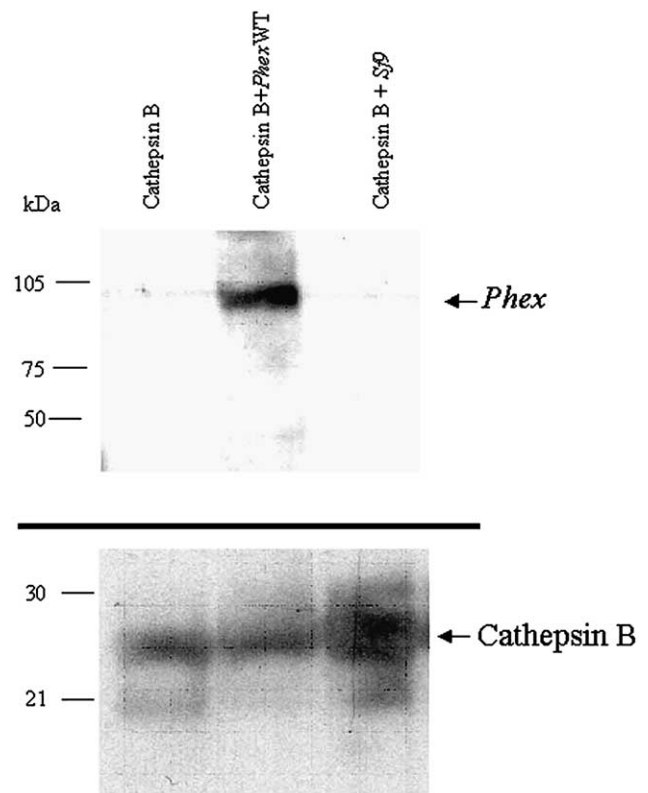 Cathepsin B
Cathepsin B+PhexWT
Cathepsin B + Sf9
kDa
105
Phex
75
50
30
Cathepsin B
21